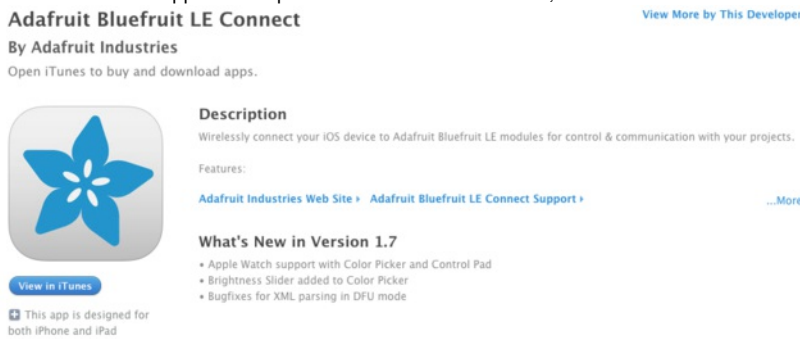 Adafruit Bluefruit LE Connect
View More by This Developer
By Adafruit Industries
Open iTunes to buy and download apps.
Description
Wirelessly connect your iOS device to Adafruit Bluefruit LE modules for control & communication with your projects.
Features:
Adafruit Industries Web Site ▸ Adafruit Bluefruit LE Connect Support ▸
...More
What's New in Version 1.7
• Apple Watch support with Color Picker and Control Pad
• Brightness Slider added to Color Picker
• Bugfixes for XML parsing in DFU mode
View in iTunes
This app is designed for
both iPhone and iPad